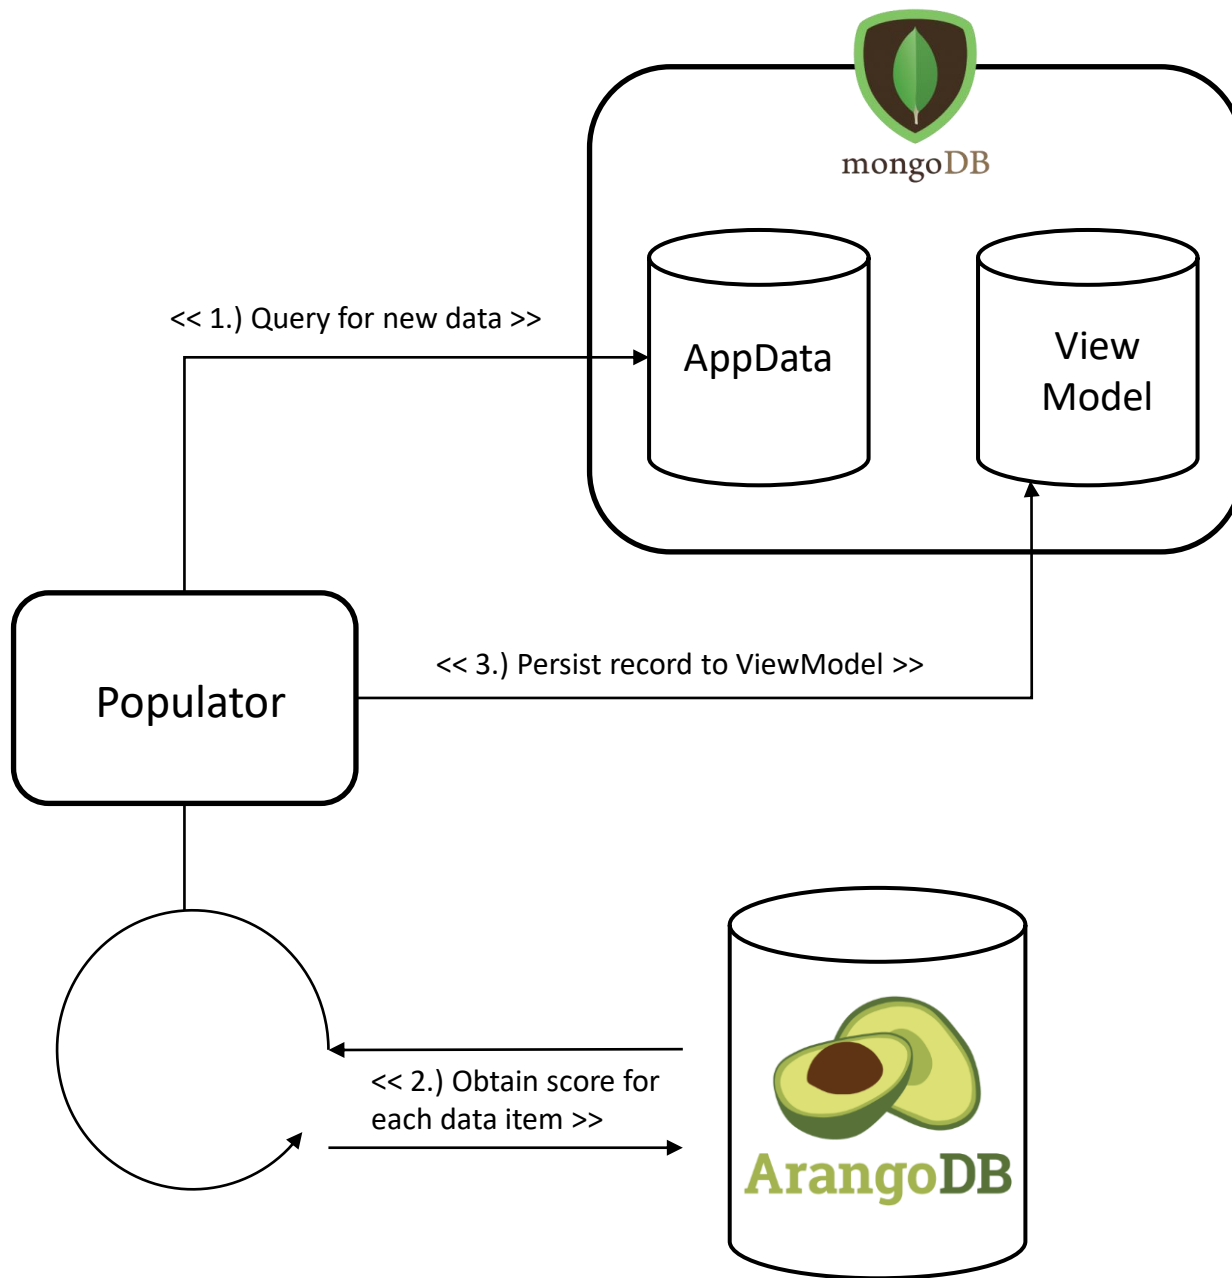 mongoDB
<< 1.) Query for new data >>
AppData
View
Model
<< 3.) Persist record to ViewModel >>
Populator
<< 2.) Obtain score for
each data item >>
ArangoDB